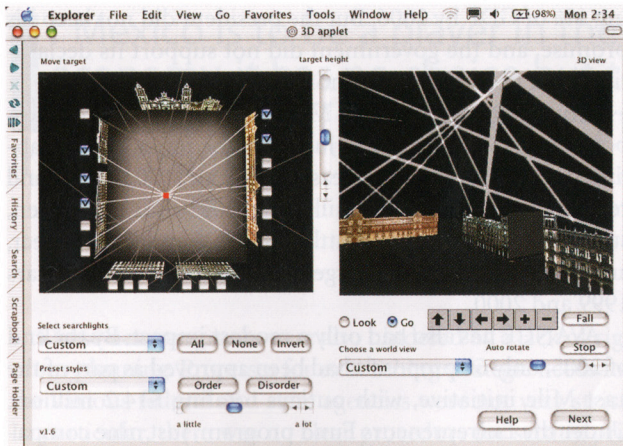 Explorer File Edit View Go Favorites Tools Window Help (98%) Mon 2:34
3D applet
Move target
target height
3D view
Favorites
History
Search
Scrapbook
Page Holder
Select searchlights
Custom
All
None
Invert
Preset styles
Custom
Order
Disorder
a little
a lot
v1.6
Look
Go
Fall
Choose a world view
Custom
Auto rotate
Stop
Help
Next